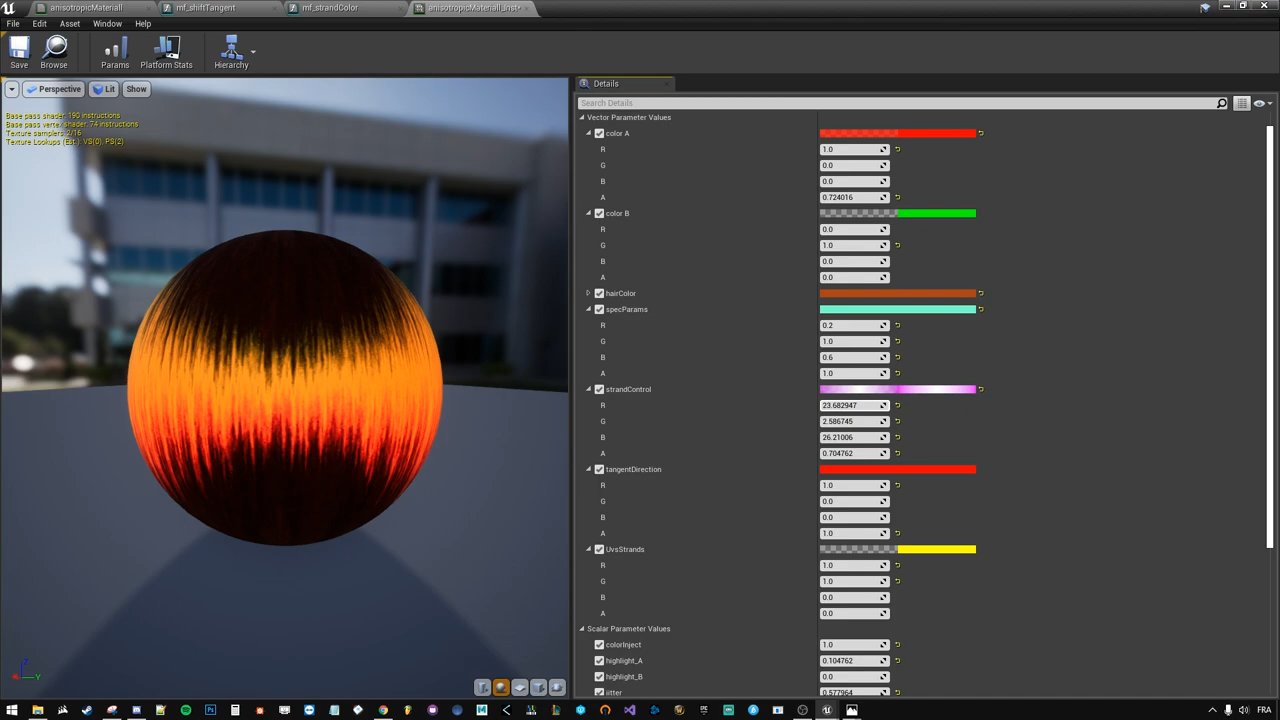 anisotropicMaterial
mf_shiftTangent
mf_strandColor
anisotropicMaterial_Inst*
File Edit Asset Window Help
Save Browse Params Platform Stats Hierarchy
Perspective Lit Show
Base pass shader: 190 instructions
Base pass vertex shader: 74 instructions
Texture samplers: 2/16
Texture Lookups (Est.): VS(0), PS(2)
Details
Search Details
Vector Parameter Values
color A
R 1.0
G 0.0
B 0.0
A 0.724016
color B
R 0.0
G 1.0
B 0.0
A 0.0
hairColor
specParams
R 0.2
G 1.0
B 0.6
A 1.0
strandControl
R 23.682947
G 2.586745
B 26.21006
A 0.704762
tangentDirection
R 1.0
G 0.0
B 0.0
A 1.0
UvsStrands
R 1.0
G 1.0
B 0.0
A 0.0
Scalar Parameter Values
colorInject 1.0
highlight_A 0.104762
highlight_B 0.0
jitter 0.577964
Z
X Y
FRA